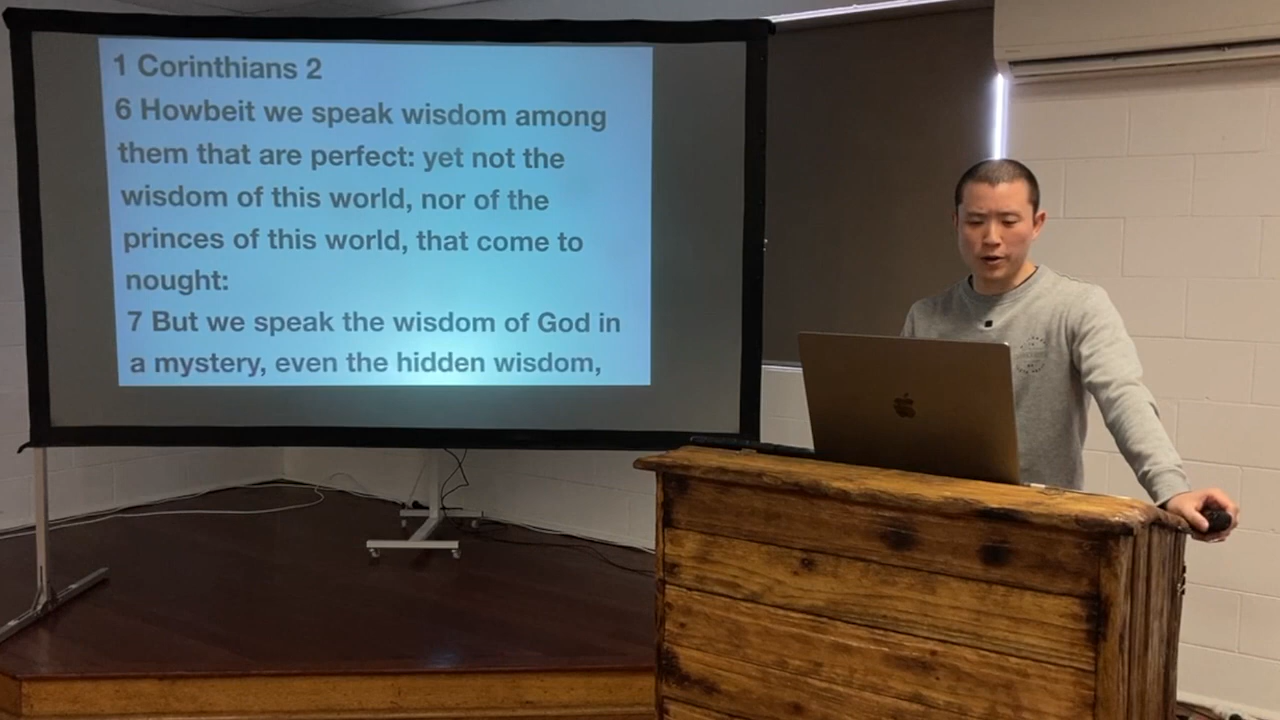 1 Corinthians 2
6 Howbeit we speak wisdom among
them that are perfect: yet not the
wisdom of this world, nor of the
princes of this world, that come to
nought:
7 But we speak the wisdom of God in
a mystery, even the hidden wisdom,